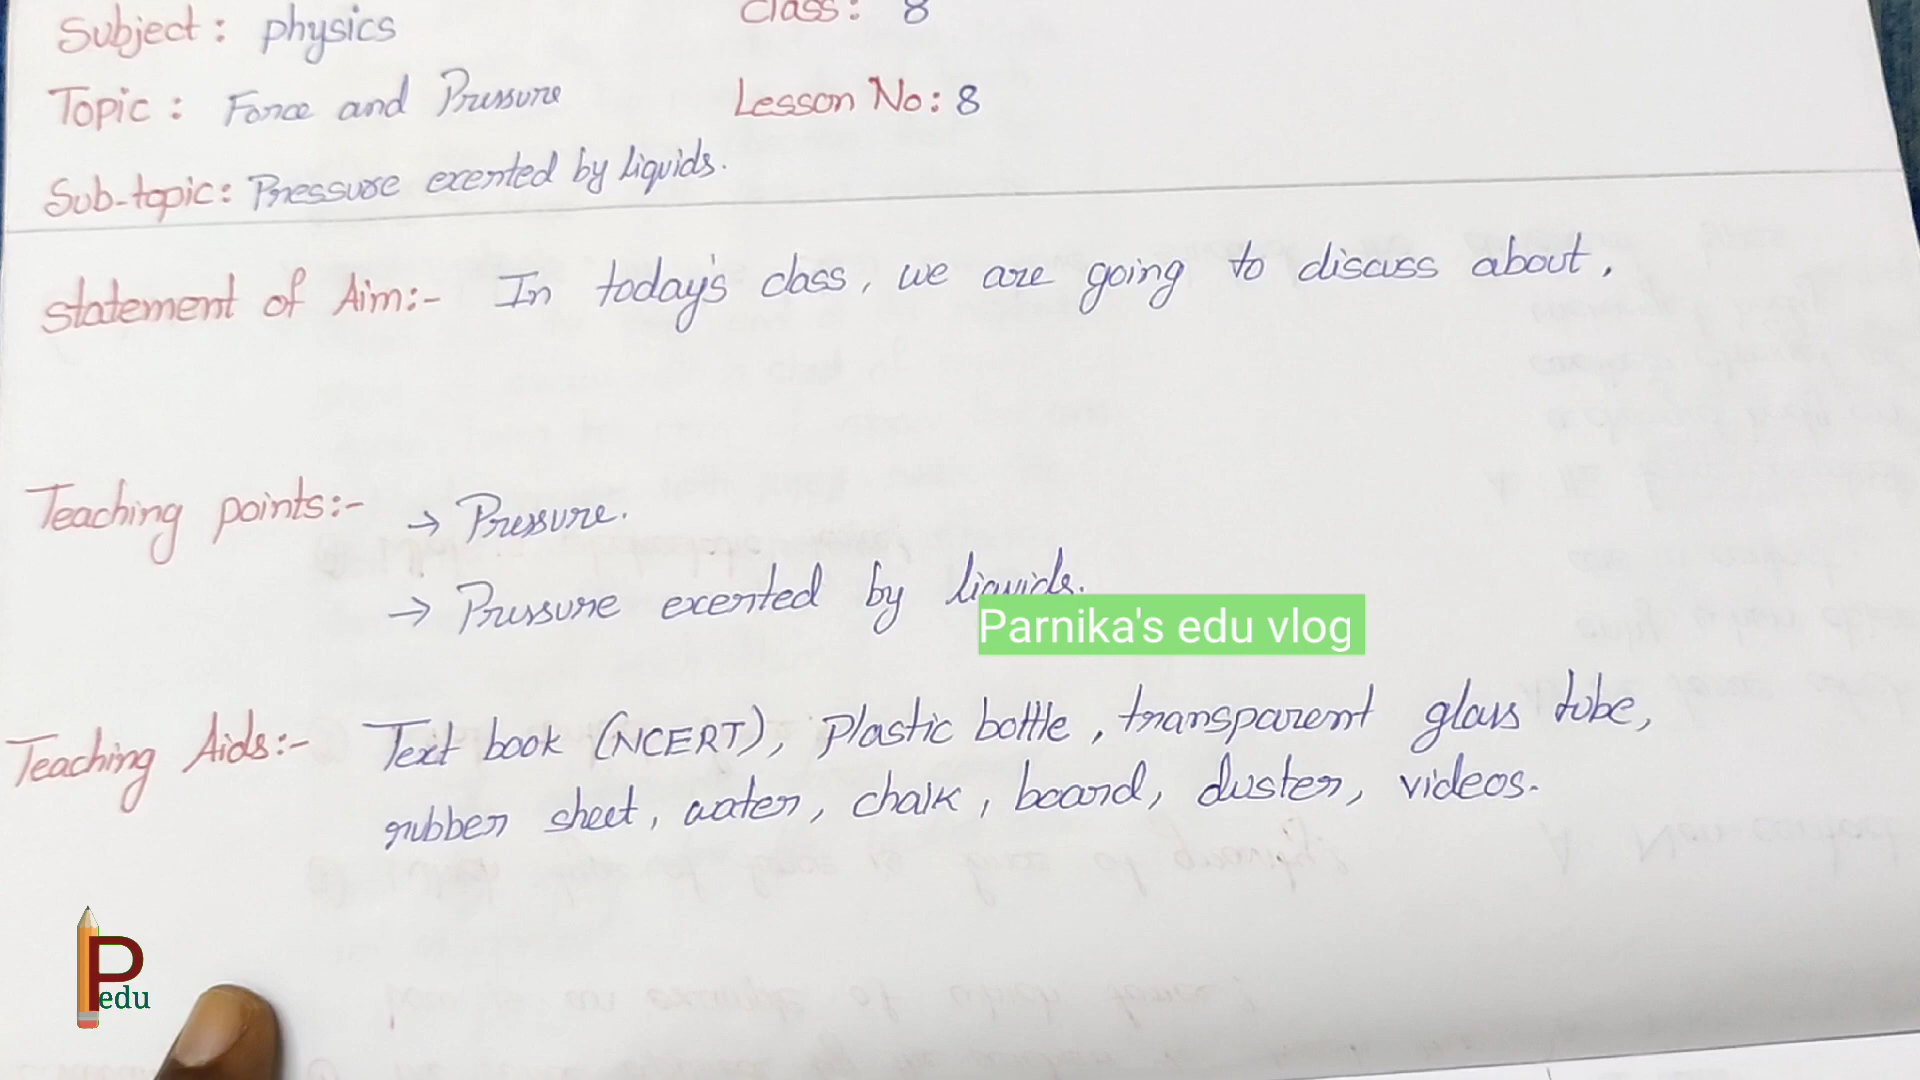 Subject: physics Class: 8
Topic: Force and Pressure Lesson No: 8
Sub-topic: Pressure exerted by liquids.
Statement of Aim:- In today's class, we are going to discuss about,
Teaching points:- → Pressure.
→ Pressure exerted by liquids.
Parnika's edu vlog
Teaching Aids:- Text book (NCERT), Plastic bottle, transparent glass tube,
rubber sheet, water, chalk, board, duster, videos.
P
edu